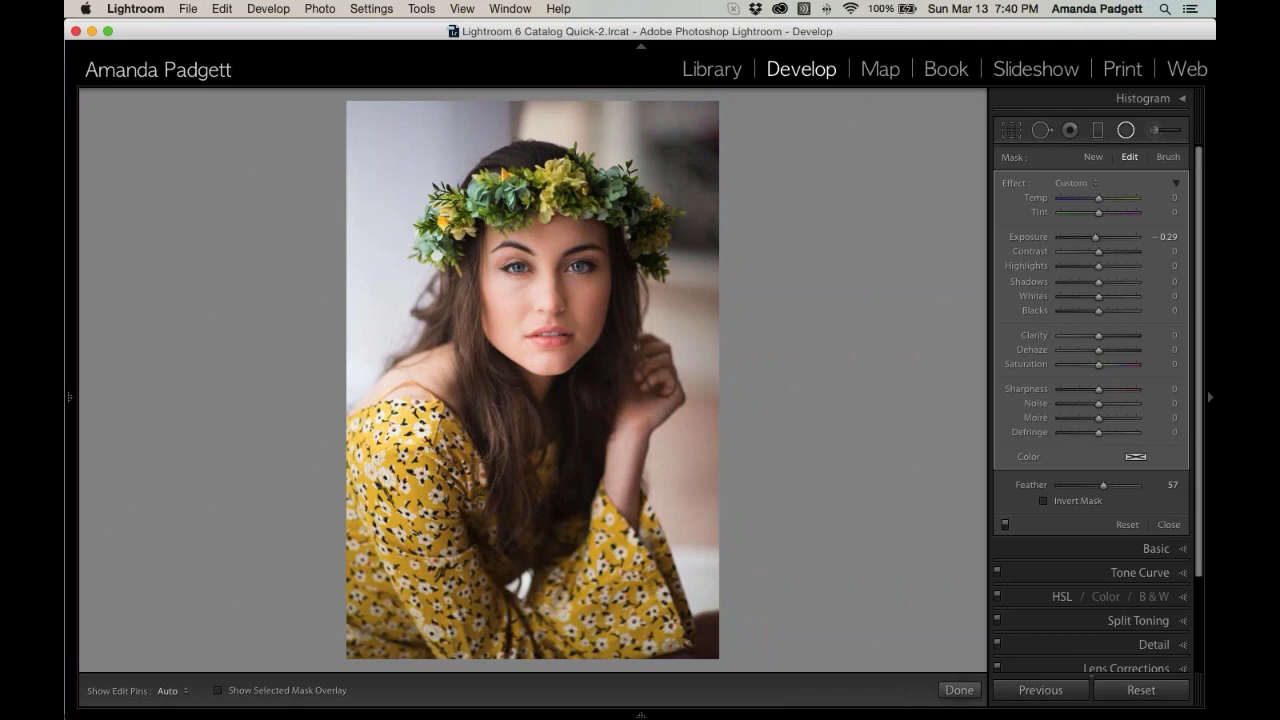 Lightroom File Edit Develop Photo Settings Tools View Window Help 100% Sun Mar 13 7:40 PM Amanda Padgett
Lightroom 6 Catalog Quick-2.lrcat - Adobe Photoshop Lightroom - Develop
Amanda Padgett Library Develop Map Book Slideshow Print Web
Histogram
Mask : New Edit Brush
Effect : Custom
Temp 0
Tint 0
Exposure − 0.29
Contrast 0
Highlights 0
Shadows 0
Whites 0
Blacks 0
Clarity 0
Dehaze 0
Saturation 0
Sharpness 0
Noise 0
Moiré 0
Defringe 0
Color
Feather 57
Invert Mask
Reset Close
Basic
Tone Curve
HSL / Color / B & W
Split Toning
Detail
Lens Corrections
Show Edit Pins : Auto Show Selected Mask Overlay Done Previous Reset